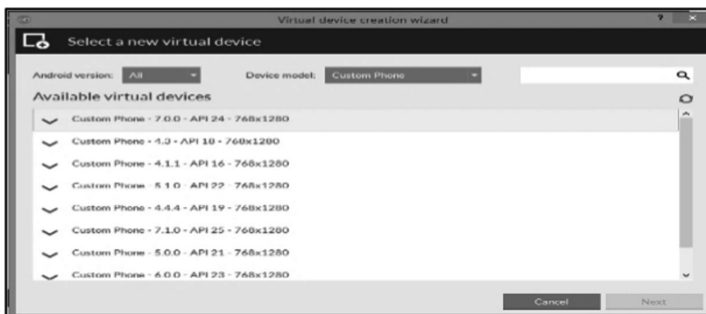 Virtual device creation wizard ? ×
Select a new virtual device
Android version: All Device model: Custom Phone
Available virtual devices
Custom Phone - 7.0.0 - API 24 - 768x1280
Custom Phone - 4.3 - API 18 - 768x1280
Custom Phone - 4.1.1 - API 16 - 768x1280
Custom Phone - 5.1.0 - API 22 - 768x1280
Custom Phone - 4.4.4 - API 19 - 768x1280
Custom Phone - 7.1.0 - API 25 - 768x1280
Custom Phone - 5.0.0 - API 21 - 768x1280
Custom Phone - 6.0.0 - API 23 - 768x1280
Cancel Next